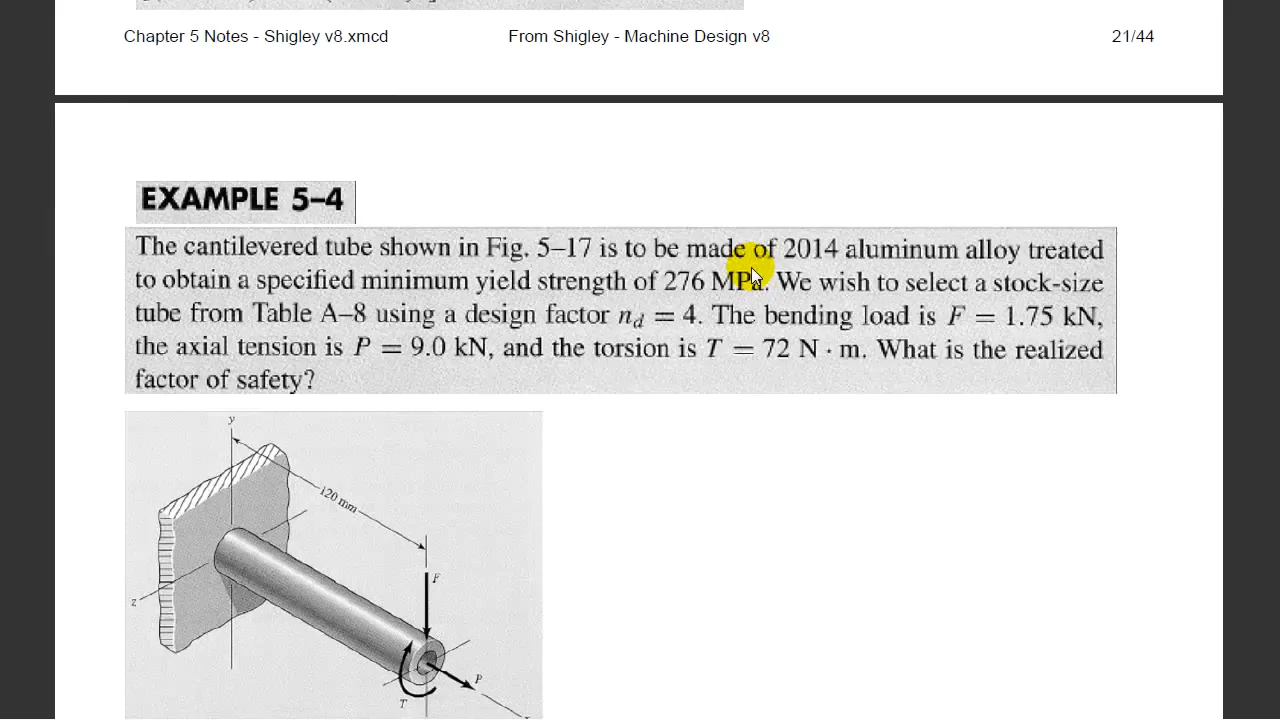 Chapter 5 Notes - Shigley v8.xmcd From Shigley - Machine Design v8 21/44
EXAMPLE 5–4
The cantilevered tube shown in Fig. 5–17 is to be made of 2014 aluminum alloy treated
to obtain a specified minimum yield strength of 276 MPa. We wish to select a stock-size
tube from Table A–8 using a design factor n_d = 4. The bending load is F = 1.75 kN,
the axial tension is P = 9.0 kN, and the torsion is T = 72 N · m. What is the realized
factor of safety?
y
120 mm
F
z
P
T